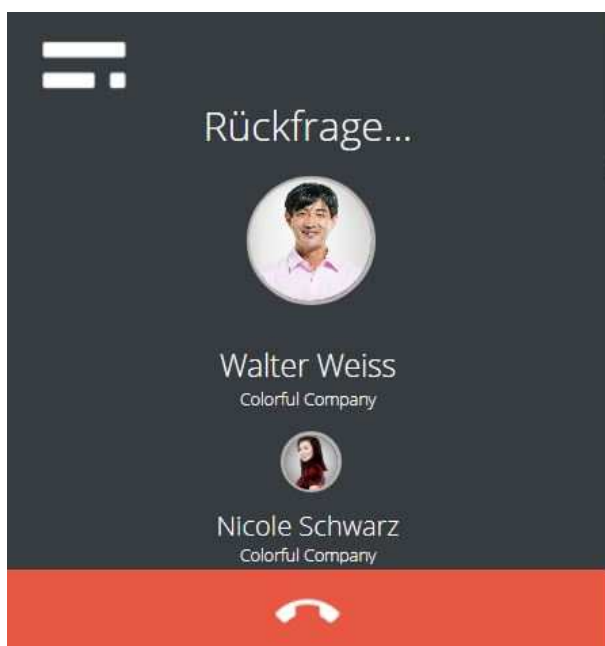 Rückfrage...
Walter Weiss
Colorful Company
Nicole Schwarz
Colorful Company